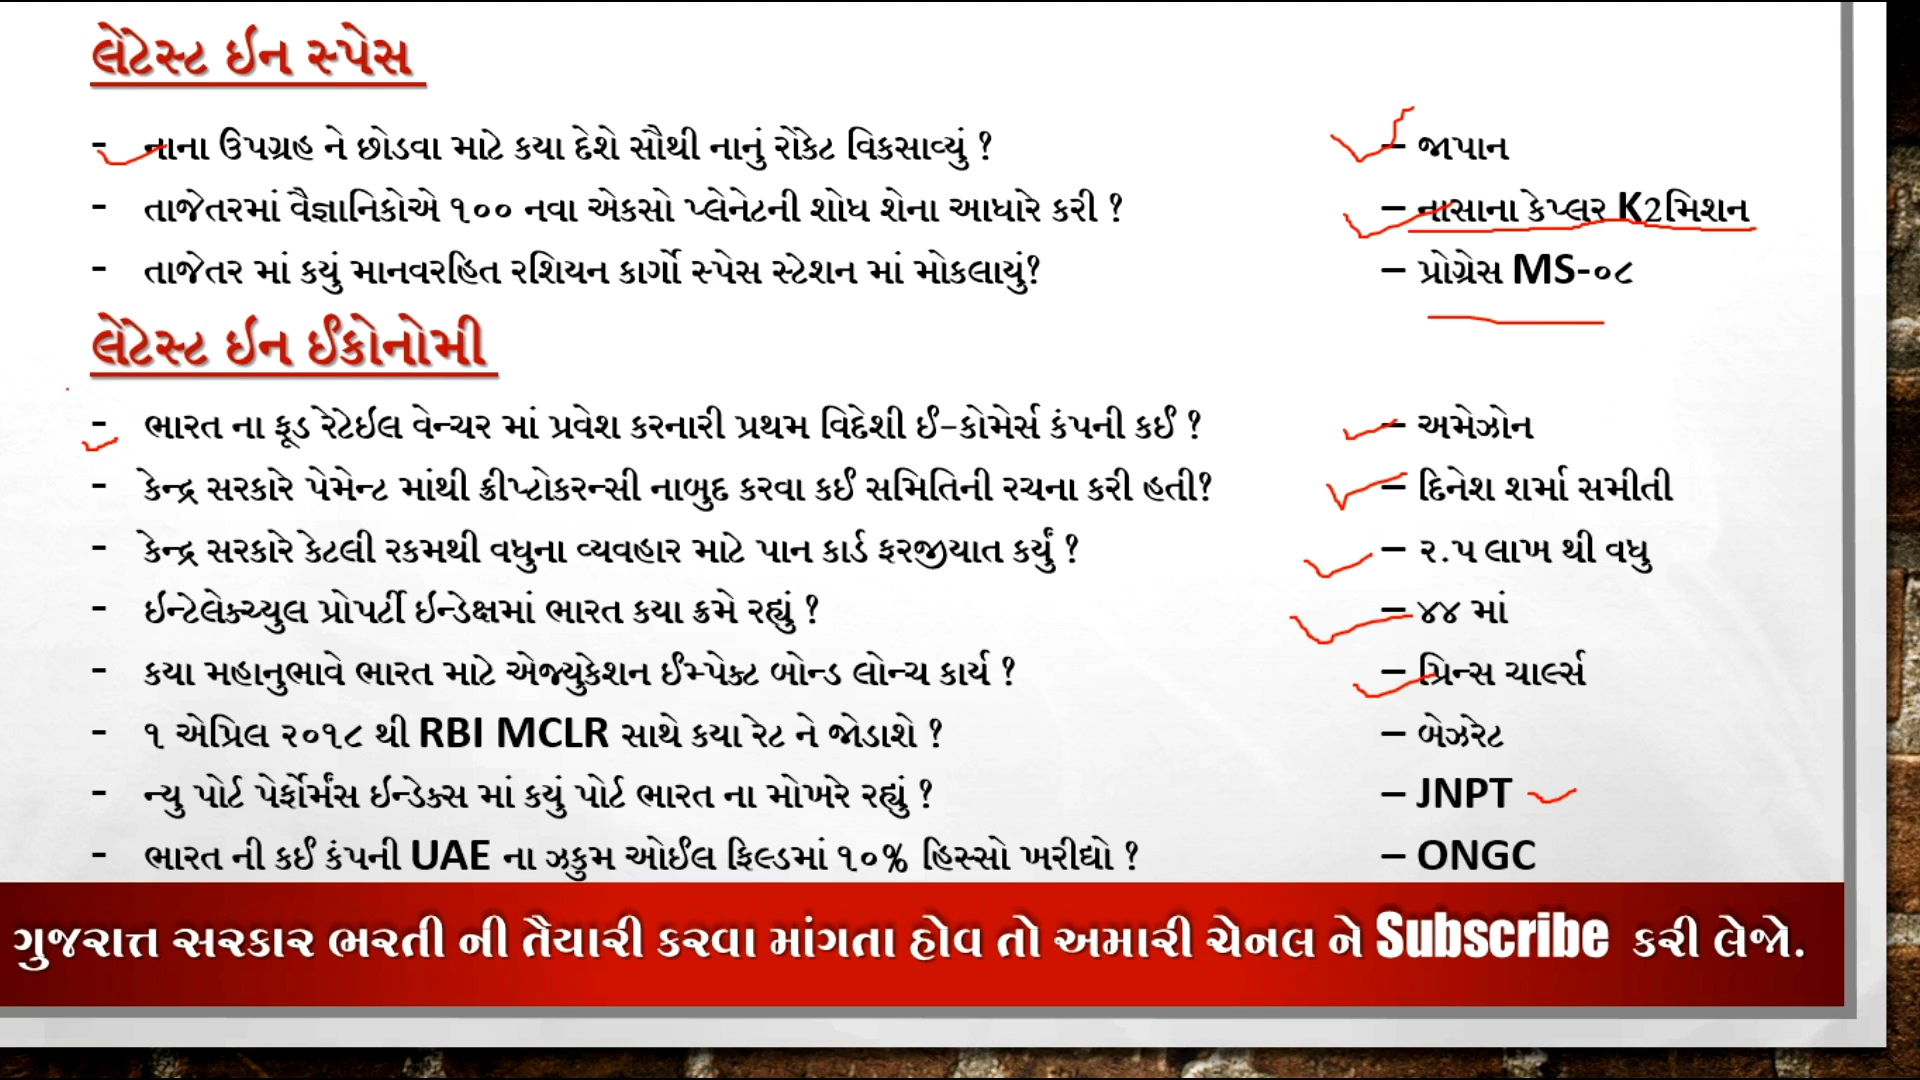 લેટેસ્ટ ઇન સ્પેસ
- નાના ઉપગ્રહ ને છોડવા માટે કયા દેશે સૌથી નાનું રોકેટ વિકસાવ્યું ? – જાપાન
- તાજેતરમાં વૈજ્ઞાનિકોએ ૧૦૦ નવા એકસો પ્લેનેટની શોધ શેના આધારે કરી ? – નાસાના કેપ્લર K2મિશન
- તાજેતર માં કયું માનવરહિત રશિયન કાર્ગો સ્પેસ સ્ટેશન માં મોકલાયું? – પ્રોગ્રેસ MS-૦૮
લેટેસ્ટ ઇન ઈકોનોમી
- ભારત ના ફૂડ રેટેઇલ વેન્ચર માં પ્રવેશ કરનારી પ્રથમ વિદેશી ઈ-કોમેર્સ કંપની કઈ ? – અમેઝોન
- કેન્દ્ર સરકારે પેમેન્ટ માંથી ક્રીપ્ટોકરન્સી નાબુદ કરવા કઈ સમિતિની રચના કરી હતી? – દિનેશ શર્મા સમીતી
- કેન્દ્ર સરકારે કેટલી રકમથી વધુના વ્યવહાર માટે પાન કાર્ડ ફરજીયાત કર્યું ? – ૨.૫ લાખ થી વધુ
- ઇન્ટેલેક્ચ્યુલ પ્રોપર્ટી ઇન્ડેક્ષમાં ભારત કયા ક્રમે રહ્યું ? – ૪૪ માં
- કયા મહાનુભાવે ભારત માટે એજ્યુકેશન ઈમ્પેક્ટ બોન્ડ લોન્ચ કાર્ય ? – પ્રિન્સ ચાર્લ્સ
- ૧ એપ્રિલ ૨૦૧૮ થી RBI MCLR સાથે કયા રેટ ને જોડાશે ? – બેઝરેટ
- ન્યુ પોર્ટ પેર્ફોર્મંસ ઇન્ડેક્સ માં કયું પોર્ટ ભારત ના મોખરે રહ્યું ? – JNPT
- ભારત ની કઈ કંપની UAE ના ઝકુમ ઓઈલ ફિલ્ડમાં ૧૦% હિસ્સો ખરીદ્યો ? – ONGC
ગુજરાત્ત સરકાર ભરતી ની તૈયારી કરવા માંગતા હોવ તો અમારી ચેનલ ને Subscribe કરી લેજો.